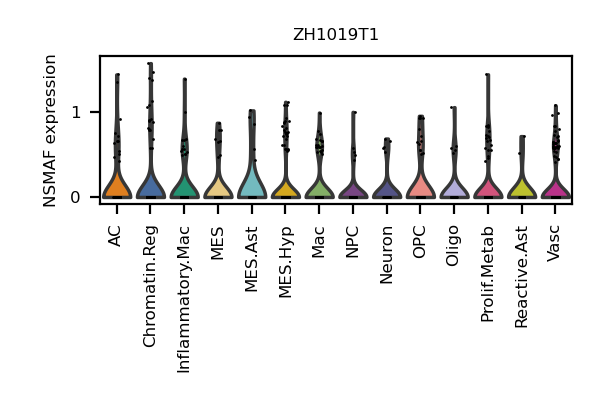 ZH1019T1
NSMAF expression
1
0
AC
Chromatin.Reg
Inflammatory.Mac
MES
MES.Ast
MES.Hyp
Mac
NPC
Neuron
OPC
Oligo
Prolif.Metab
Reactive.Ast
Vasc